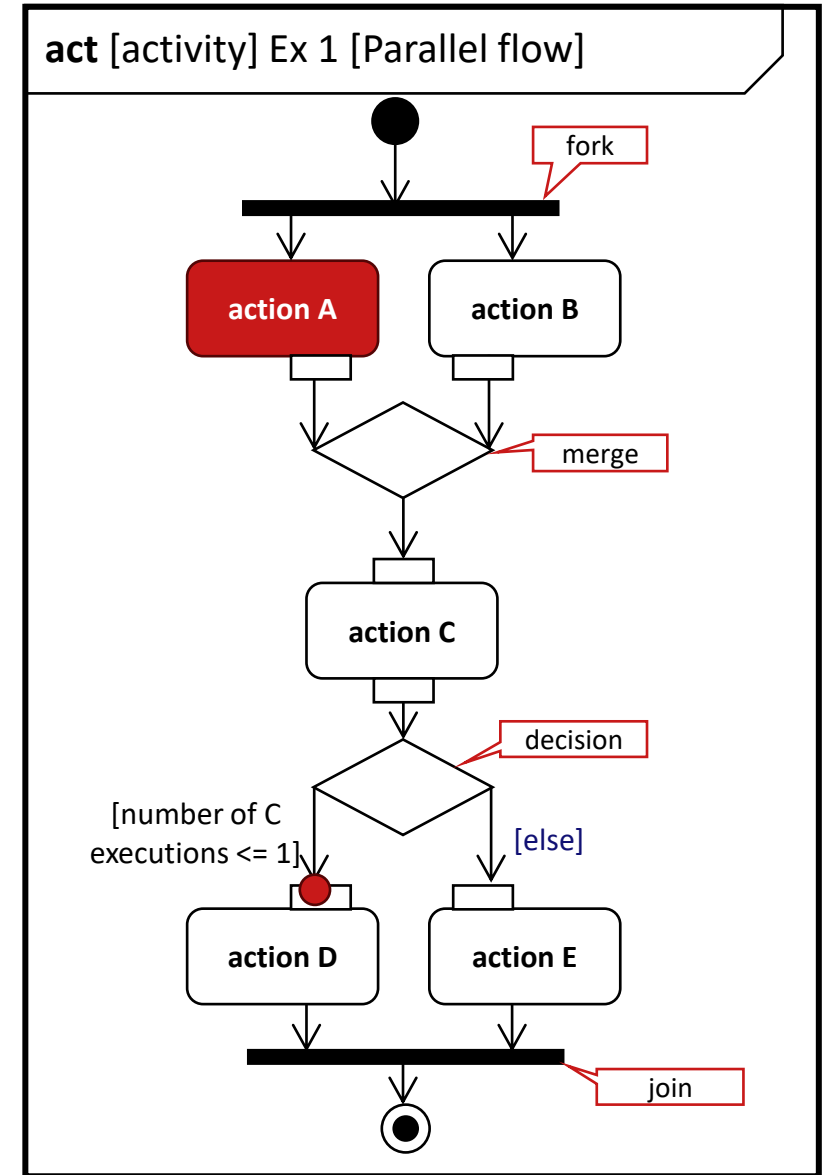 act [activity] Ex 1 [Parallel flow]
fork
action A
action B
merge
action C
decision
[number of C
executions <= 1]
[else]
action D
action E
join